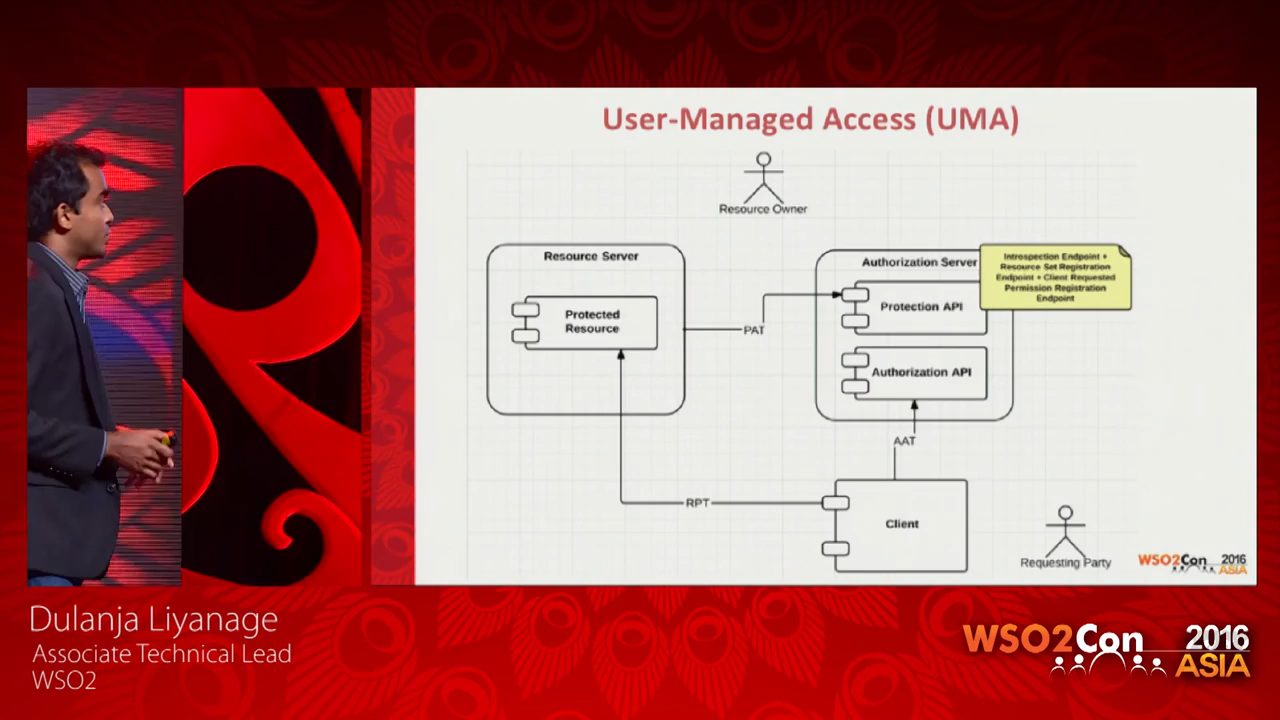 User-Managed Access (UMA)
Resource Owner
Resource Server
Protected
Resource
PAT
Authorization Server
Protection API
Authorization API
Introspection Endpoint +
Resource Set Registration
Endpoint + Client Requested
Permission Registration
Endpoint
AAT
RPT
Client
Requesting Party
WSO2Con 2016
ASIA
Dulanja Liyanage
Associate Technical Lead
WSO2
WSO2Con 2016
ASIA